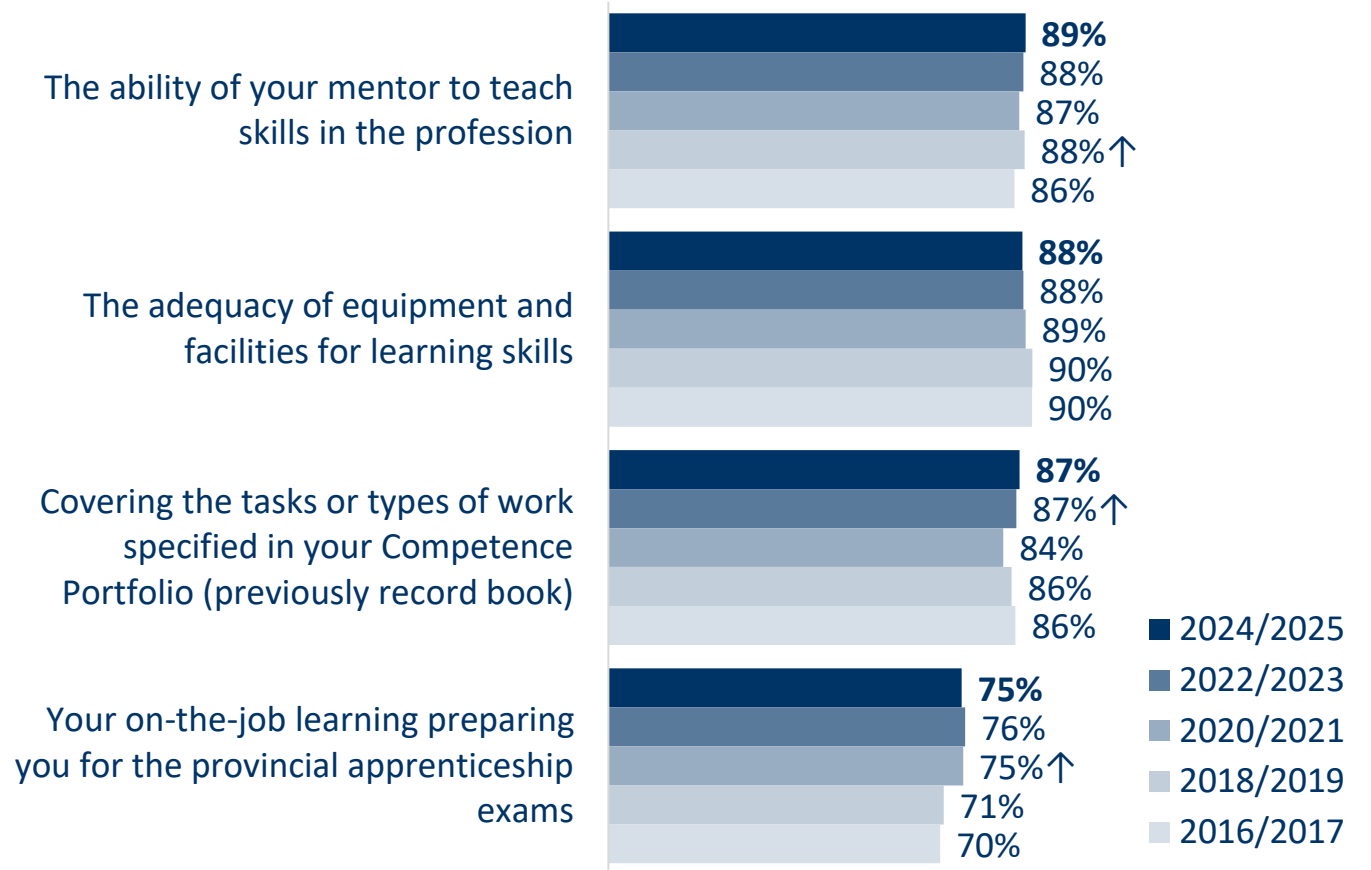 The ability of your mentor to teach
skills in the profession
89%
88%
87%
88%↑
86%
The adequacy of equipment and
facilities for learning skills
88%
88%
89%
90%
90%
Covering the tasks or types of work
specified in your Competence
Portfolio (previously record book)
87%
87%↑
84%
86%
86%
Your on-the-job learning preparing
you for the provincial apprenticeship
exams
75%
76%
75%↑
71%
70%
2024/2025
2022/2023
2020/2021
2018/2019
2016/2017